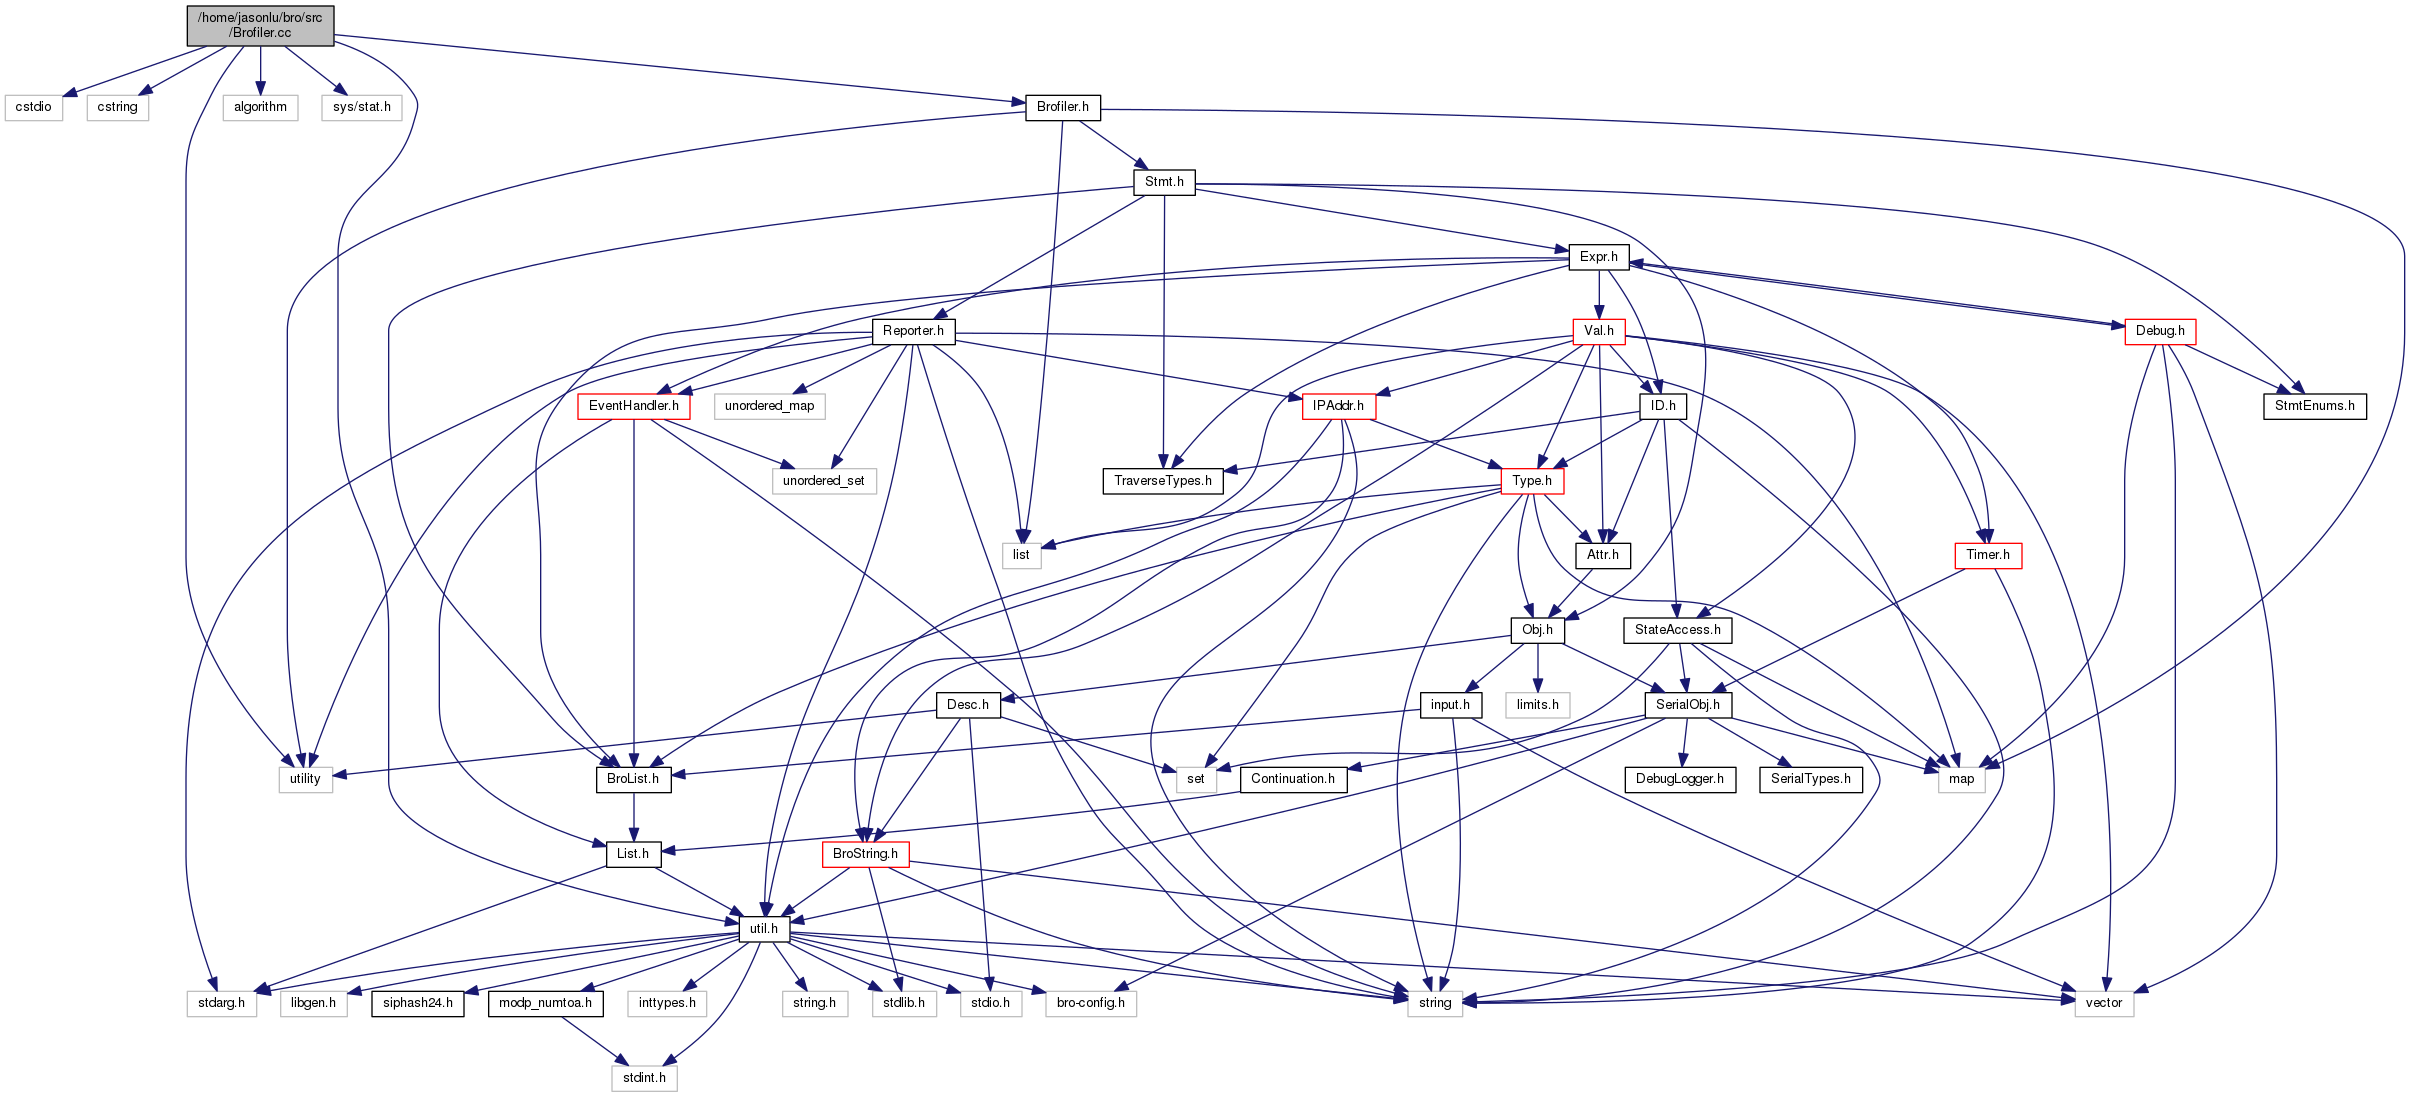 /home/jasonlu/bro/src
/Brofiler.cc
cstdio
cstring
algorithm
sys/stat.h
Brofiler.h
Stmt.h
Expr.h
Reporter.h
Val.h
Debug.h
EventHandler.h
unordered_map
IPAddr.h
ID.h
StmtEnums.h
unordered_set
TraverseTypes.h
Type.h
list
Attr.h
Timer.h
Obj.h
StateAccess.h
Desc.h
input.h
limits.h
SerialObj.h
utility
BroList.h
set
Continuation.h
DebugLogger.h
SerialTypes.h
map
List.h
BroString.h
util.h
stdarg.h
libgen.h
siphash24.h
modp_numtoa.h
inttypes.h
string.h
stdlib.h
stdio.h
bro-config.h
string
vector
stdint.h